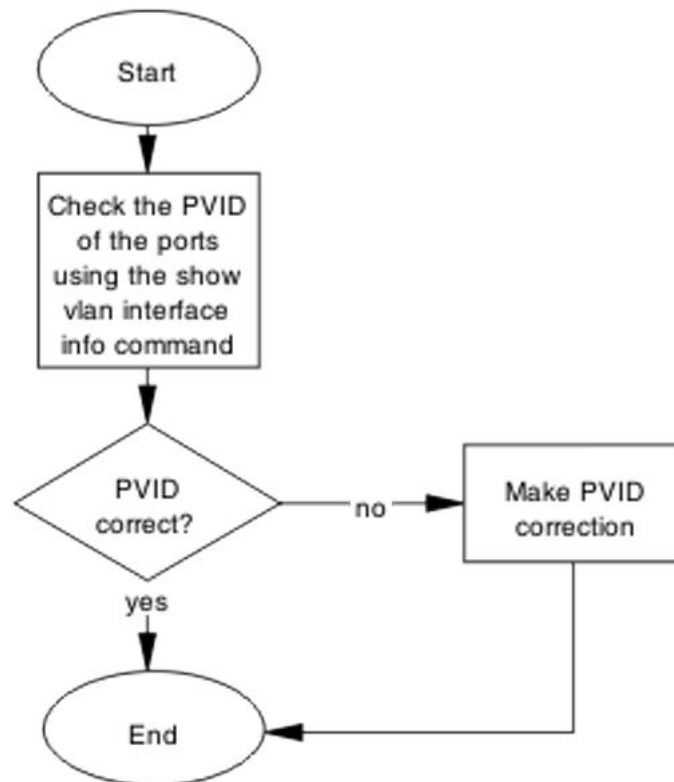 Start
Check the PVID
of the ports
using the show
vlan interface
info command
PVID
correct?
no
Make PVID
correction
yes
End